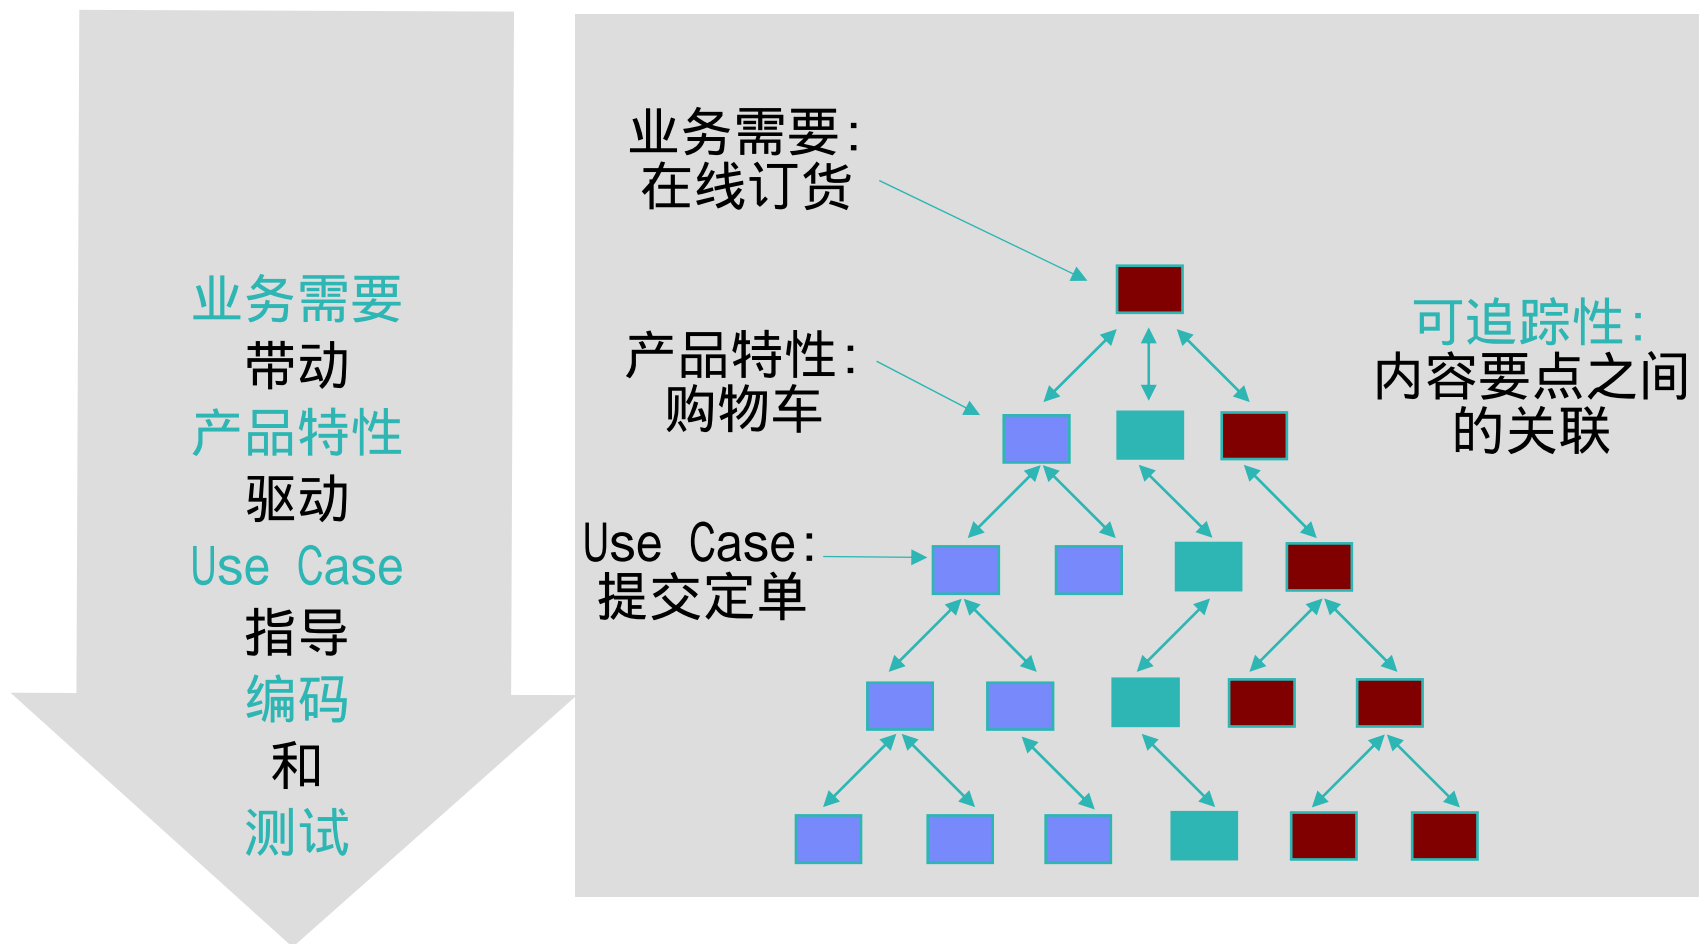 业务需要
带动
产品特性
驱动
Use Case
指导
编码
和
测试
业务需要:
在线订货
产品特性:
购物车
Use Case:
提交定单
可追踪性:
内容要点之间
的关联